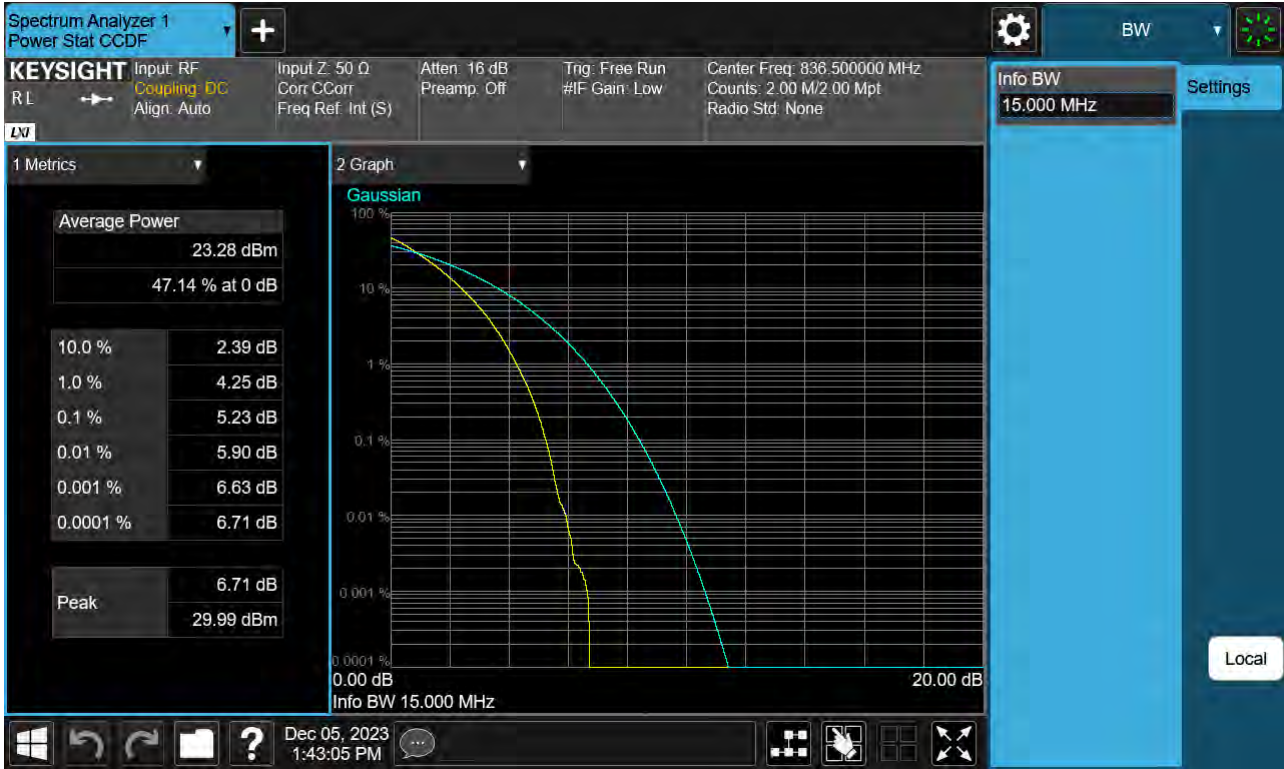 Spectrum Analyzer 1
Power Stat CCDF
+
BW
KEYSIGHT
R L
LXI
Input: RF
Coupling: DC
Align: Auto
Input Z: 50 Ω
Corr CCorr
Freq Ref: Int (S)
Atten: 16 dB
Preamp: Off
Trig: Free Run
#IF Gain: Low
Center Freq: 836.500000 MHz
Counts: 2.00 M/2.00 Mpt
Radio Std: None
Info BW
15.000 MHz
Settings
1 Metrics
Average Power
23.28 dBm
47.14 % at 0 dB
10.0 % 2.39 dB
1.0 % 4.25 dB
0.1 % 5.23 dB
0.01 % 5.90 dB
0.001 % 6.63 dB
0.0001 % 6.71 dB
Peak
6.71 dB
29.99 dBm
2 Graph
Gaussian
100 %
10 %
1 %
0.1 %
0.01 %
0.001 %
0.0001 %
0.00 dB 20.00 dB
Info BW 15.000 MHz
Local
?
Dec 05, 2023
1:43:05 PM